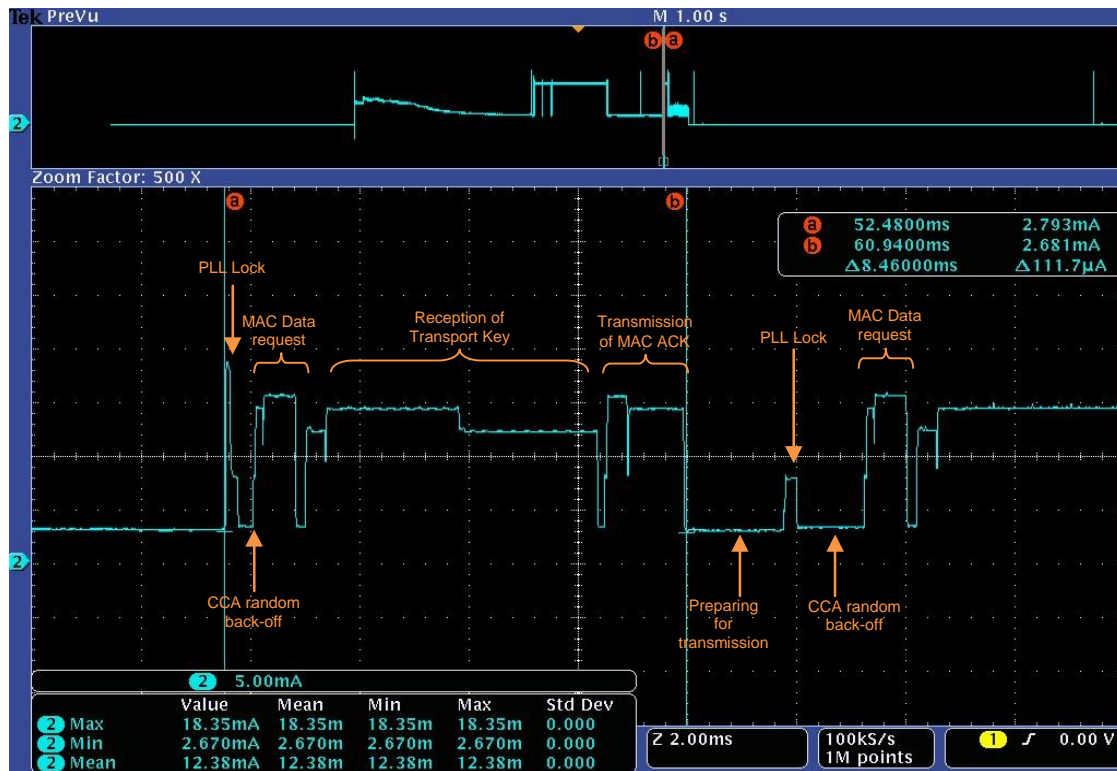 Tek PreVu M 1.00 s
b a
2
Zoom Factor: 500 X
a b
a 52.4800ms 2.793mA
b 60.9400ms 2.681mA
Δ8.46000ms Δ111.7µA
PLL Lock
MAC Data
request
Reception of
Transport Key
Transmission
of MAC ACK
PLL Lock
MAC Data
request
2
CCA random
back-off
Preparing
for
transmission
CCA random
back-off
2 5.00mA
Value Mean Min Max Std Dev
2 Max 18.35mA 18.35m 18.35m 18.35m 0.000
2 Min 2.670mA 2.670m 2.670m 2.670m 0.000
2 Mean 12.38mA 12.38m 12.38m 12.38m 0.000
Z 2.00ms
100kS/s
1M points
1 0.00 V